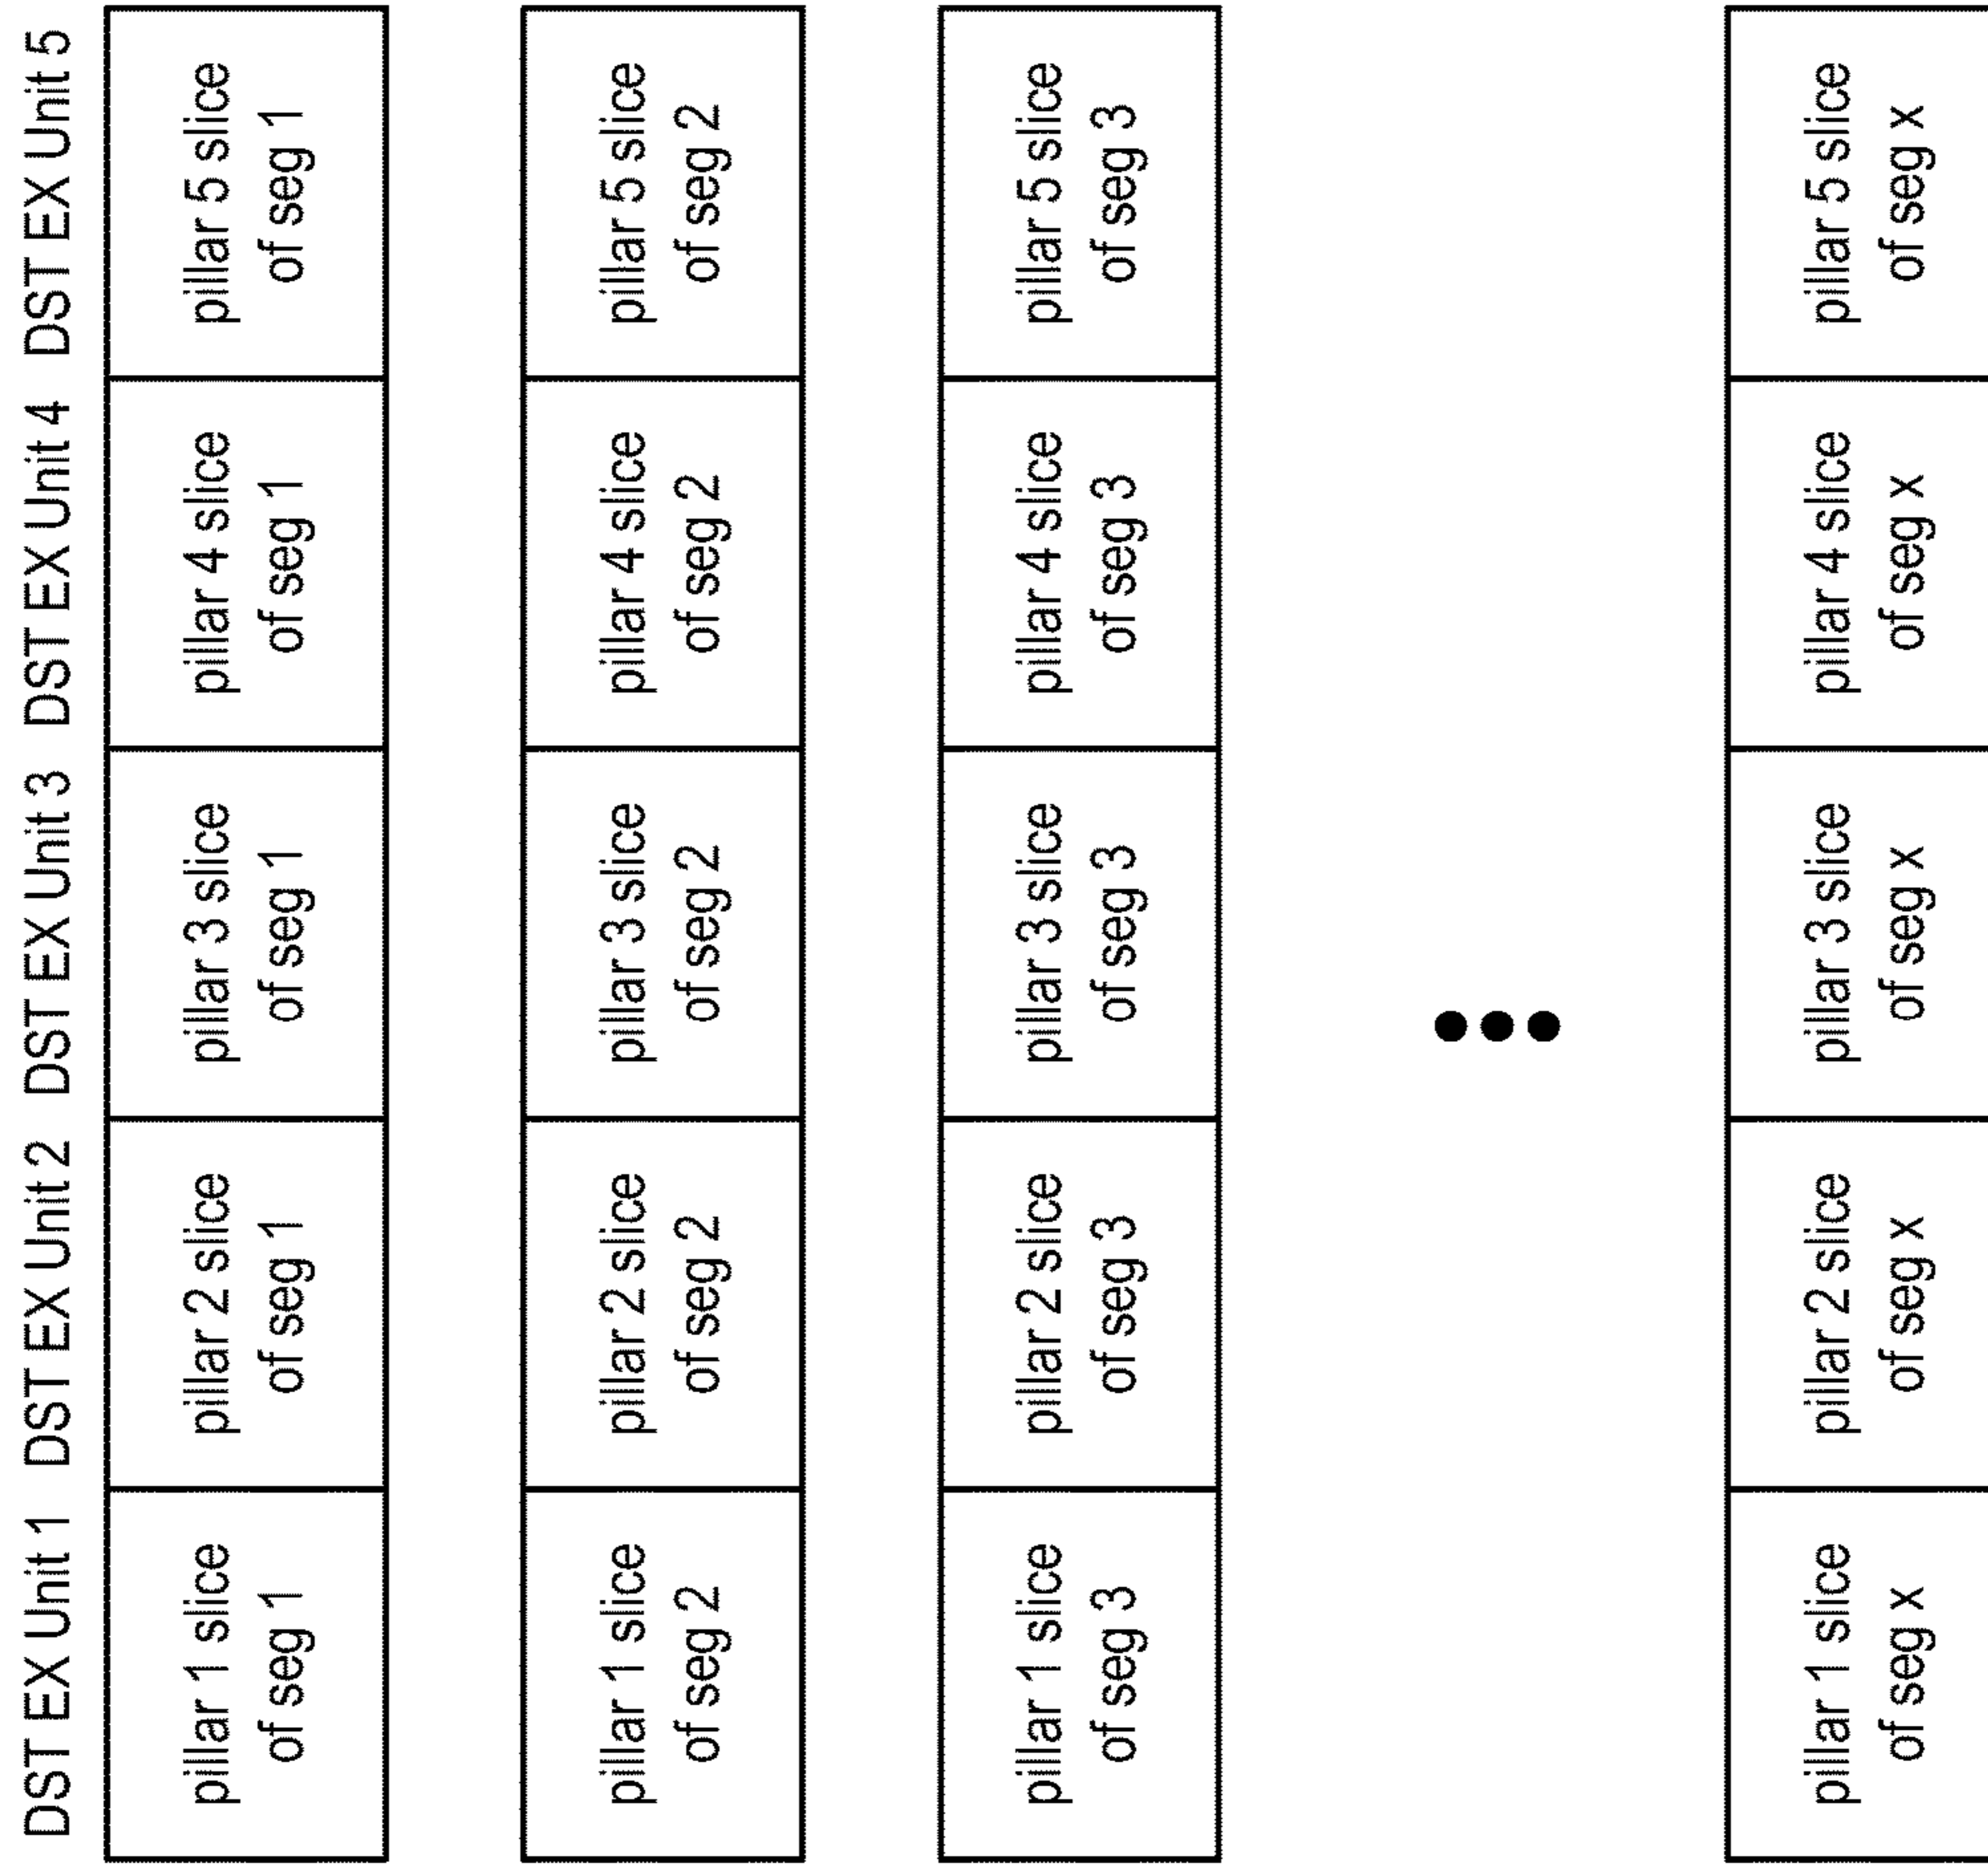 DST EX Unit 1 DST EX Unit 2 DST EX Unit 3 DST EX Unit 4 DST EX Unit 5
pillar 1 slice
of seg 1
pillar 2 slice
of seg 1
pillar 3 slice
of seg 1
pillar 4 slice
of seg 1
pillar 5 slice
of seg 1
pillar 1 slice
of seg 2
pillar 2 slice
of seg 2
pillar 3 slice
of seg 2
pillar 4 slice
of seg 2
pillar 5 slice
of seg 2
pillar 1 slice
of seg 3
pillar 2 slice
of seg 3
pillar 3 slice
of seg 3
pillar 4 slice
of seg 3
pillar 5 slice
of seg 3
pillar 1 slice
of seg x
pillar 2 slice
of seg x
pillar 3 slice
of seg x
pillar 4 slice
of seg x
pillar 5 slice
of seg x